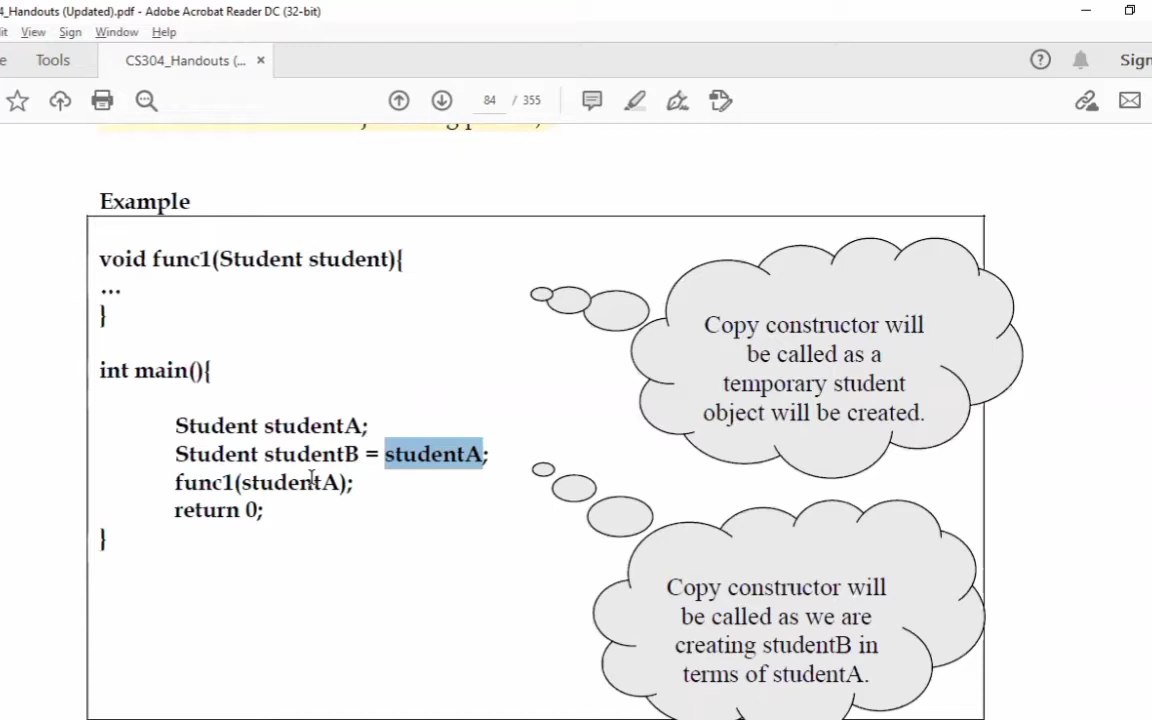 4_Handouts (Updated).pdf - Adobe Acrobat Reader DC (32-bit)
it View Sign Window Help
e Tools CS304_Handouts (... × Sign
84 / 355
Example
void func1(Student student){
...
}
int main(){
Student studentA;
Student studentB = studentA;
func1(studentA);
return 0;
}
Copy constructor will
be called as a
temporary student
object will be created.
Copy constructor will
be called as we are
creating studentB in
terms of studentA.